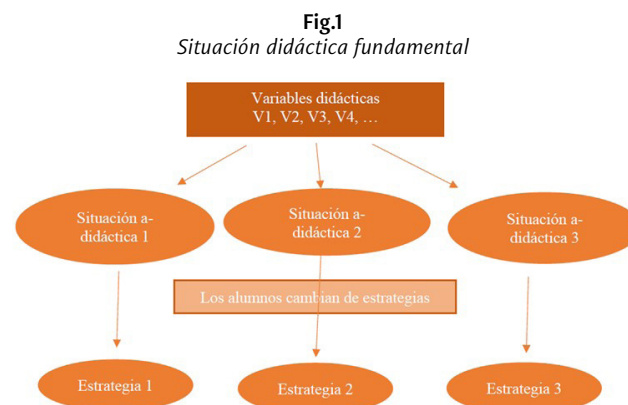 Fig.1
Situación didáctica fundamental
Variables didácticas
V1, V2, V3, V4, ...
Situación a-
didáctica 1
Situación a-
didáctica 2
Situación a-
didáctica 3
Los alumnos cambian de estrategias
Estrategia 1
Estrategia 2
Estrategia 3